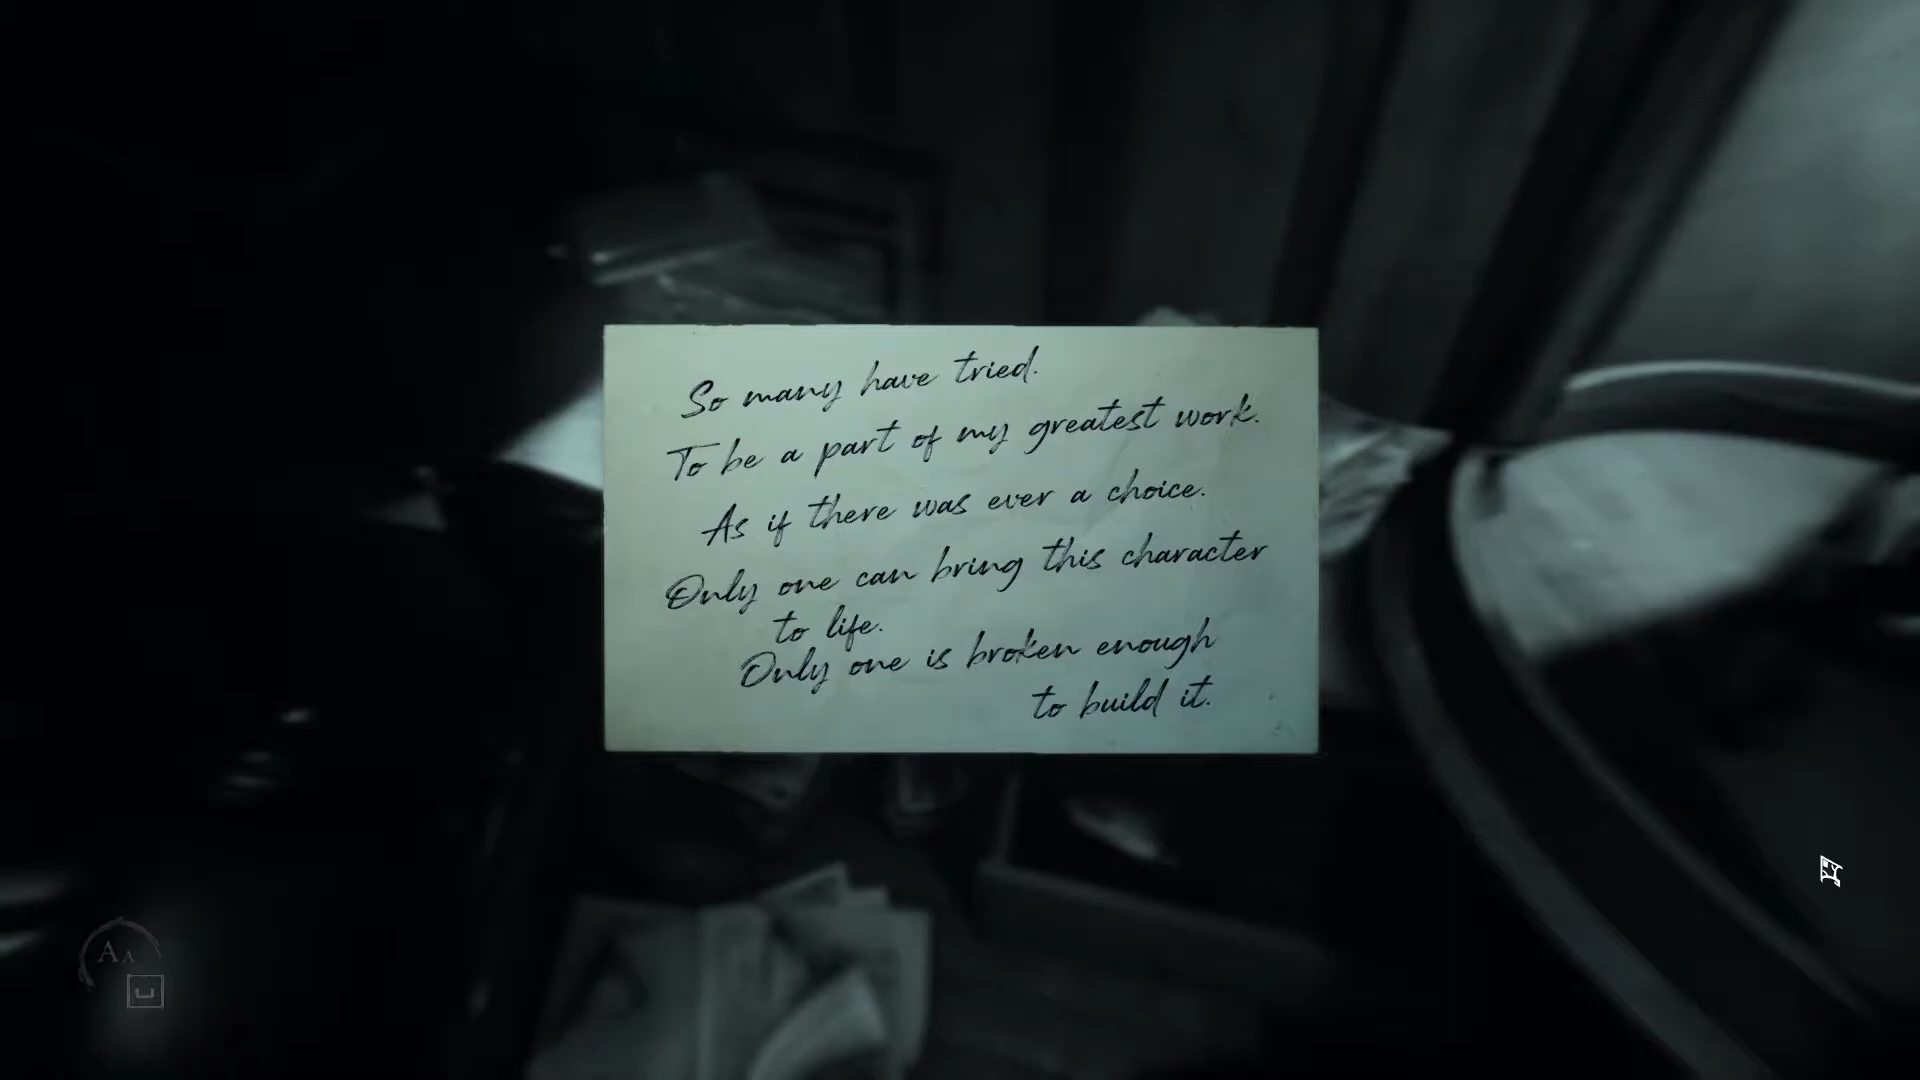 So many have tried.
To be a part of my greatest work.
As if there was ever a choice.
Only one can bring this character
to life.
Only one is broken enough
to build it.
AA